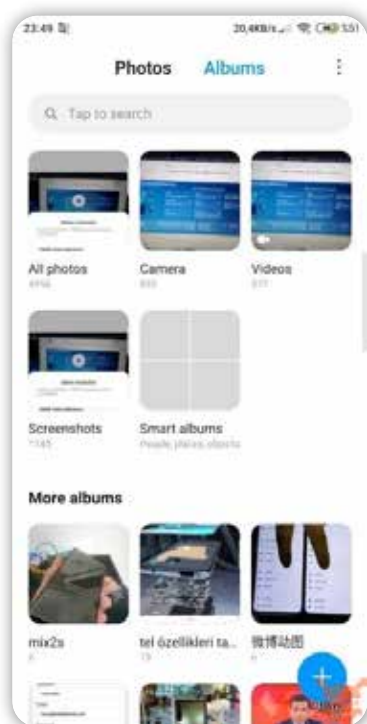 23:49
Photos Albums
Tap to search
All photos Camera Videos
Screenshots Smart albums
People, places, objects
More albums
mix2s tel özellikleri ta... 微博动图